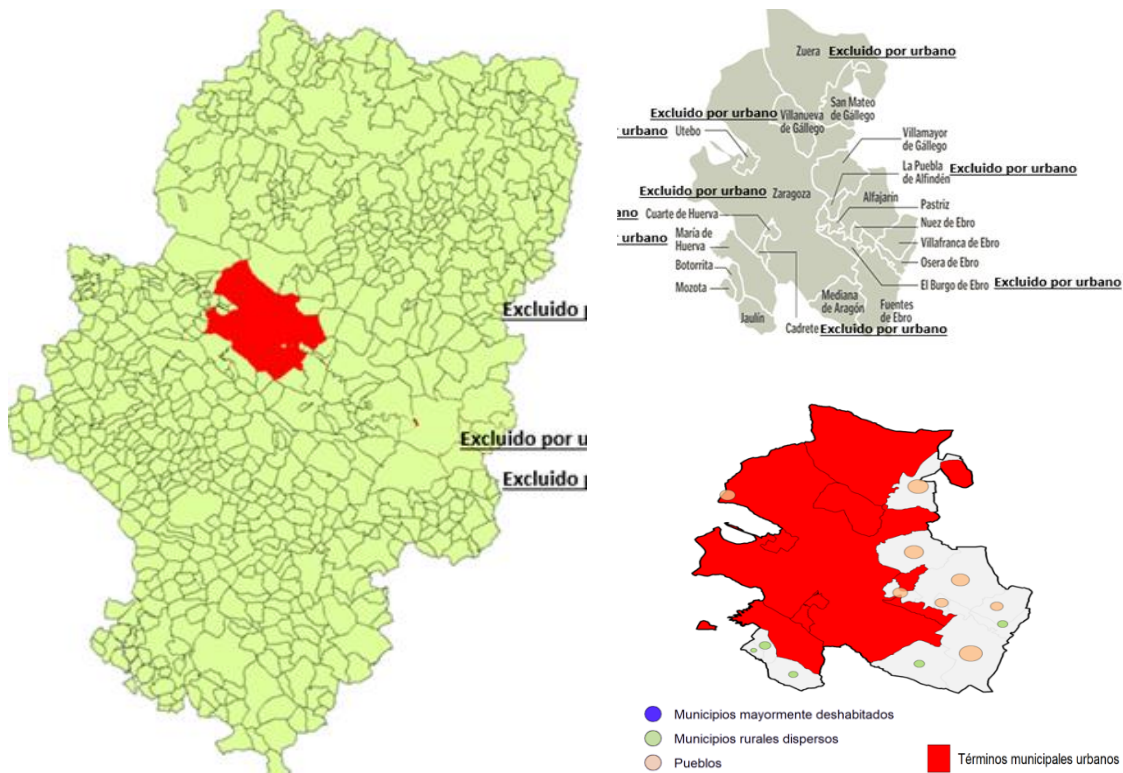 Excluido p
Excluido por u
Excluido p
Zuera Excluido por urbano
San Mateo
de Gállego
Excluido por urbano
Villanueva
de Gállego
urbano Utebo
Villamayor
de Gállego
La Puebla
de Alfindén Excluido por urbano
Excluido por urbano Zaragoza
Alfajarín
Pastriz
Nuez de Ebro
ano Cuarte de Huerva
urbano María de
Huerva
Villafranca de Ebro
Osera de Ebro
Botorrita
Mozota
El Burgo de Ebro Excluido por urbano
Mediana
de Aragón
Fuentes
de Ebro
Jaulín
Cadrete Excluido por urbano
Municipios mayormente deshabitados
Municipios rurales dispersos
Pueblos
Términos municipales urbanos